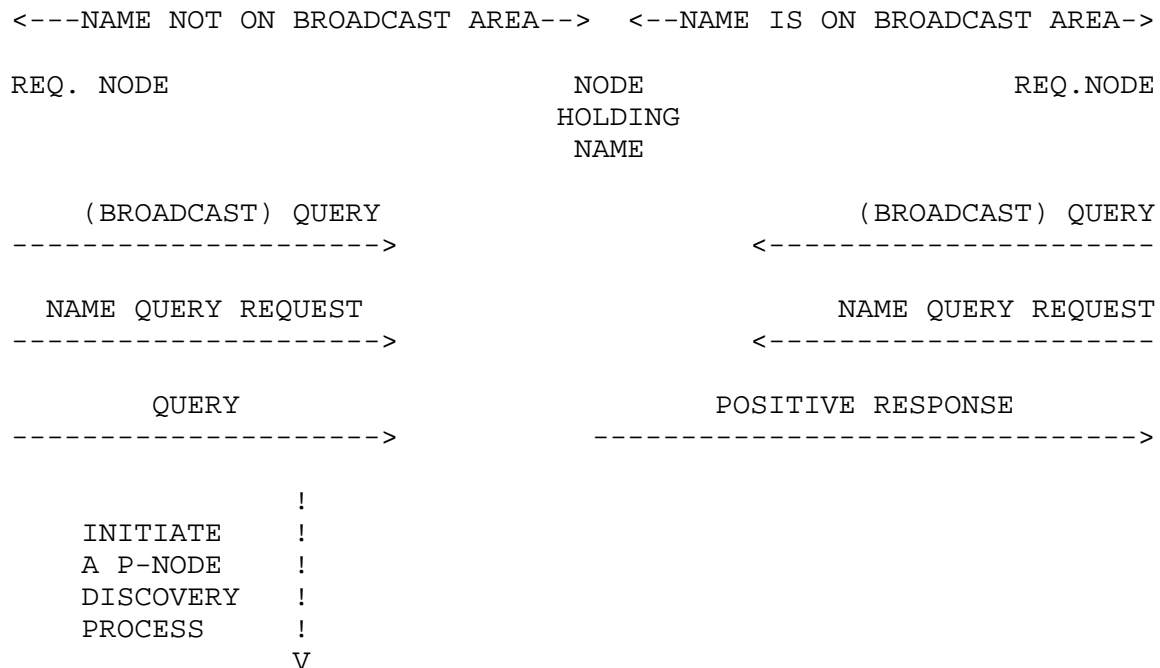 <---NAME NOT ON BROADCAST AREA--> <--NAME IS ON BROADCAST AREA->
REQ. NODE NODE REQ.NODE
HOLDING
NAME
(BROADCAST) QUERY (BROADCAST) QUERY
---------------------> <----------------------
NAME QUERY REQUEST NAME QUERY REQUEST
---------------------> <----------------------
QUERY POSITIVE RESPONSE
---------------------> ------------------------------->
!
INITIATE !
A P-NODE !
DISCOVERY !
PROCESS !
V